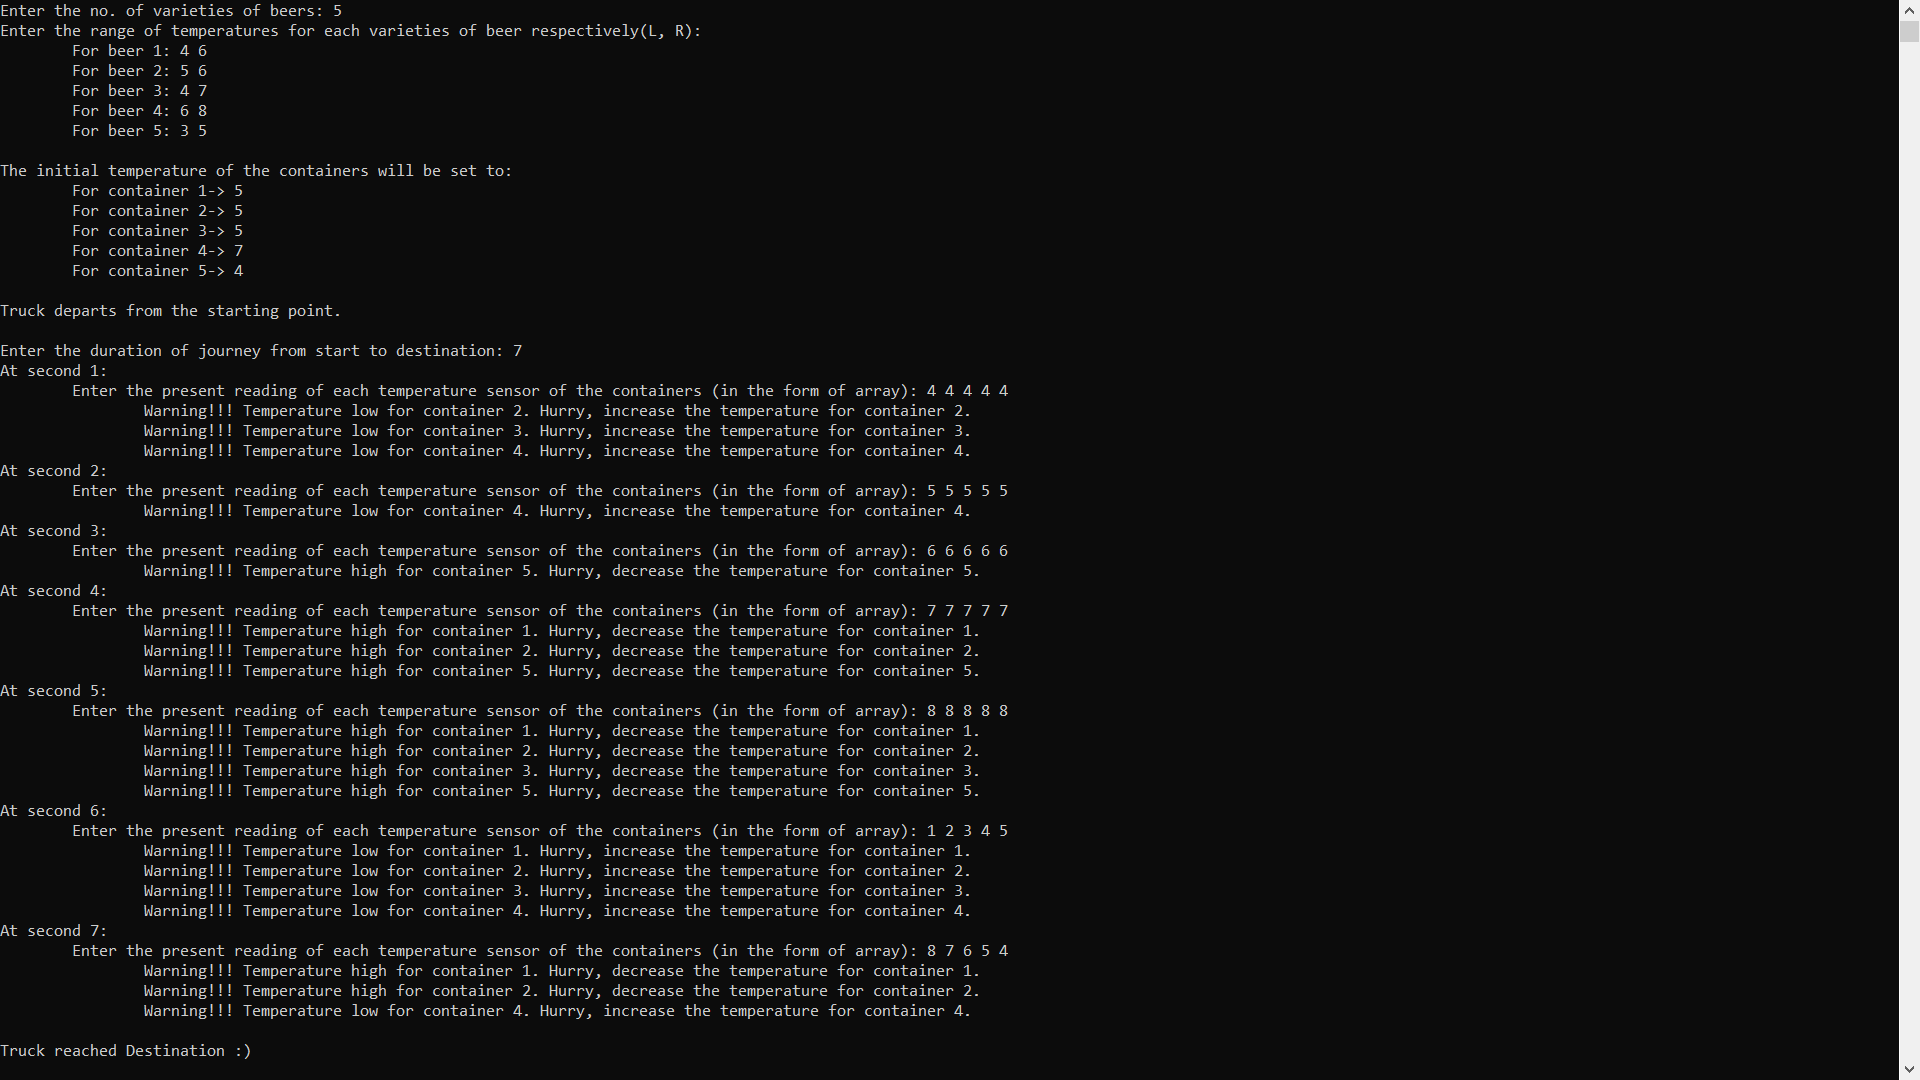 Enter the no. of varieties of beers: 5
Enter the range of temperatures for each varieties of beer respectively(L, R):
For beer 1: 4 6
For beer 2: 5 6
For beer 3: 4 7
For beer 4: 6 8
For beer 5: 3 5
The initial temperature of the containers will be set to:
For container 1-> 5
For container 2-> 5
For container 3-> 5
For container 4-> 7
For container 5-> 4
Truck departs from the starting point.
Enter the duration of journey from start to destination: 7
At second 1:
Enter the present reading of each temperature sensor of the containers (in the form of array): 4 4 4 4 4
Warning!!! Temperature low for container 2. Hurry, increase the temperature for container 2.
Warning!!! Temperature low for container 3. Hurry, increase the temperature for container 3.
Warning!!! Temperature low for container 4. Hurry, increase the temperature for container 4.
At second 2:
Enter the present reading of each temperature sensor of the containers (in the form of array): 5 5 5 5 5
Warning!!! Temperature low for container 4. Hurry, increase the temperature for container 4.
At second 3:
Enter the present reading of each temperature sensor of the containers (in the form of array): 6 6 6 6 6
Warning!!! Temperature high for container 5. Hurry, decrease the temperature for container 5.
At second 4:
Enter the present reading of each temperature sensor of the containers (in the form of array): 7 7 7 7 7
Warning!!! Temperature high for container 1. Hurry, decrease the temperature for container 1.
Warning!!! Temperature high for container 2. Hurry, decrease the temperature for container 2.
Warning!!! Temperature high for container 5. Hurry, decrease the temperature for container 5.
At second 5:
Enter the present reading of each temperature sensor of the containers (in the form of array): 8 8 8 8 8
Warning!!! Temperature high for container 1. Hurry, decrease the temperature for container 1.
Warning!!! Temperature high for container 2. Hurry, decrease the temperature for container 2.
Warning!!! Temperature high for container 3. Hurry, decrease the temperature for container 3.
Warning!!! Temperature high for container 5. Hurry, decrease the temperature for container 5.
At second 6:
Enter the present reading of each temperature sensor of the containers (in the form of array): 1 2 3 4 5
Warning!!! Temperature low for container 1. Hurry, increase the temperature for container 1.
Warning!!! Temperature low for container 2. Hurry, increase the temperature for container 2.
Warning!!! Temperature low for container 3. Hurry, increase the temperature for container 3.
Warning!!! Temperature low for container 4. Hurry, increase the temperature for container 4.
At second 7:
Enter the present reading of each temperature sensor of the containers (in the form of array): 8 7 6 5 4
Warning!!! Temperature high for container 1. Hurry, decrease the temperature for container 1.
Warning!!! Temperature high for container 2. Hurry, decrease the temperature for container 2.
Warning!!! Temperature low for container 4. Hurry, increase the temperature for container 4.
Truck reached Destination :)